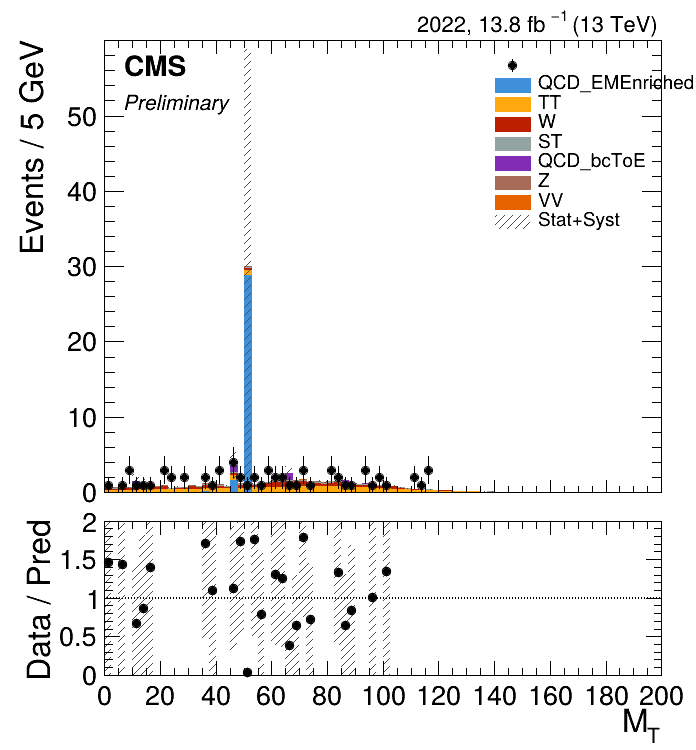 2022, 13.8 fb⁻¹ (13 TeV)
CMS
Preliminary
Events / 5 GeV
QCD_EMEnriched
TT
W
ST
QCD_bcToE
Z
VV
Stat+Syst
50
40
30
20
10
0
Data / Pred
2
1.5
1
0.5
0
0 20 40 60 80 100 120 140 160 180 200
M_T